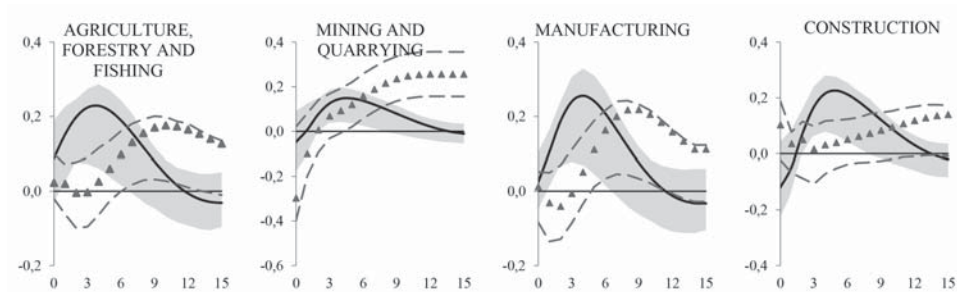 AGRICULTURE,
FORESTRY AND
FISHING
0,4
0,2
0,0
-0,2
0 3 6 9 12 15
MINING AND
QUARRYING
0,4
0,2
0,0
-0,2
-0,4
-0,6
0 3 6 9 12 15
MANUFACTURING
0,4
0,2
0,0
-0,2
0 3 6 9 12 15
CONSTRUCTION
0,4
0,2
0,0
-0,2
-0,4
0 3 6 9 12 15